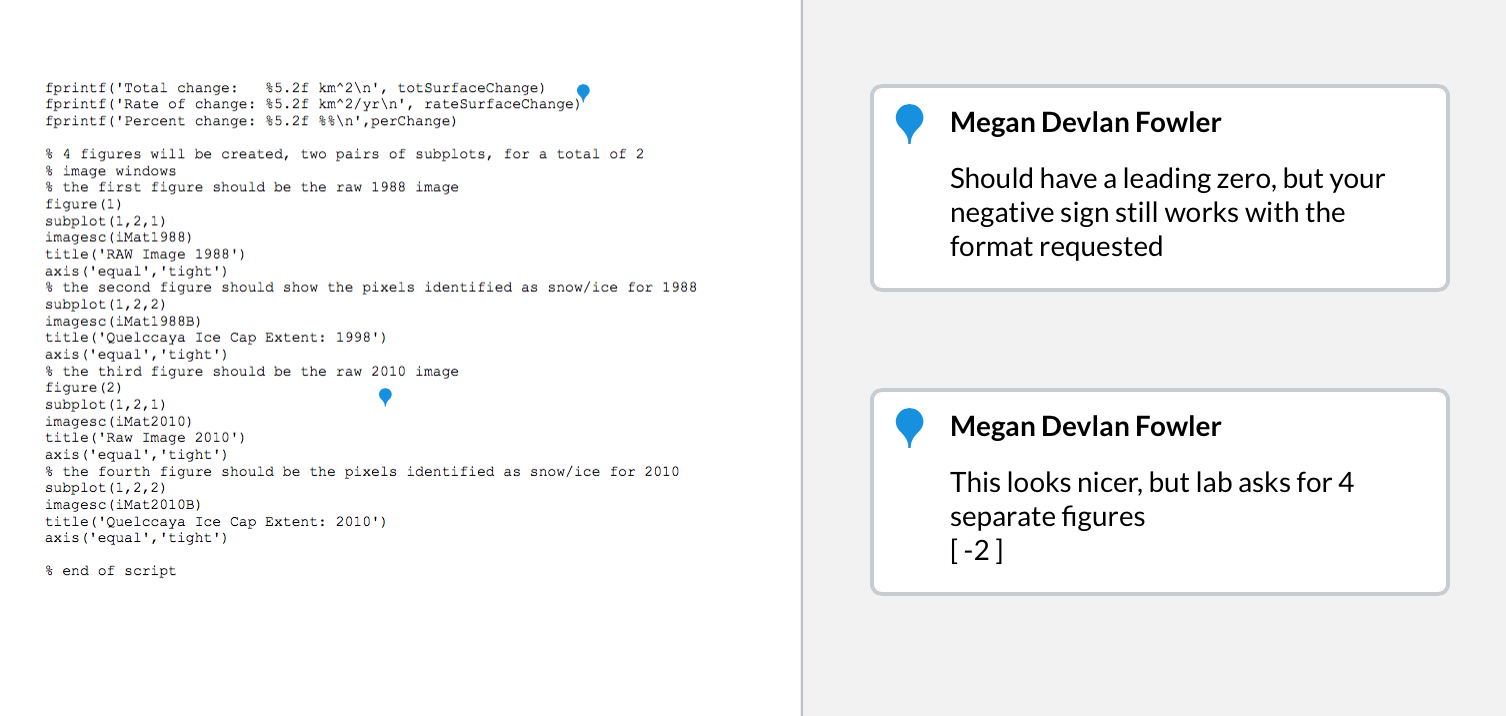 fprintf('Total change:   %5.2f km^2\n', totSurfaceChange)
fprintf('Rate of change: %5.2f km^2/yr\n', rateSurfaceChange)
fprintf('Percent change: %5.2f %%\n',perChange)
% 4 figures will be created, two pairs of subplots, for a total of 2
% image windows
% the first figure should be the raw 1988 image
figure(1)
subplot(1,2,1)
imagesc(iMat1988)
title('RAW Image 1988')
axis('equal','tight')
% the second figure should show the pixels identified as snow/ice for 1988
subplot(1,2,2)
imagesc(iMat1988B)
title('Quelccaya Ice Cap Extent: 1998')
axis('equal','tight')
% the third figure should be the raw 2010 image
figure(2)
subplot(1,2,1)
imagesc(iMat2010)
title('Raw Image 2010')
axis('equal','tight')
% the fourth figure should be the pixels identified as snow/ice for 2010
subplot(1,2,2)
imagesc(iMat2010B)
title('Quelccaya Ice Cap Extent: 2010')
axis('equal','tight')
% end of script
Megan Devlan Fowler
Should have a leading zero, but your
negative sign still works with the
format requested
Megan Devlan Fowler
This looks nicer, but lab asks for 4
separate figures
[ -2 ]